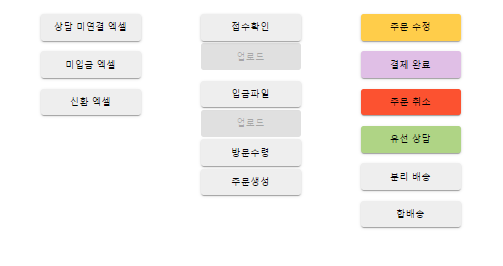 상담 미연결 엑셀
미입금 엑셀
신환 엑셀
접수확인
업로드
입금파일
업로드
방문수령
주문생성
주문 수정
결제 완료
주문 취소
유선 상담
분리 배송
합배송